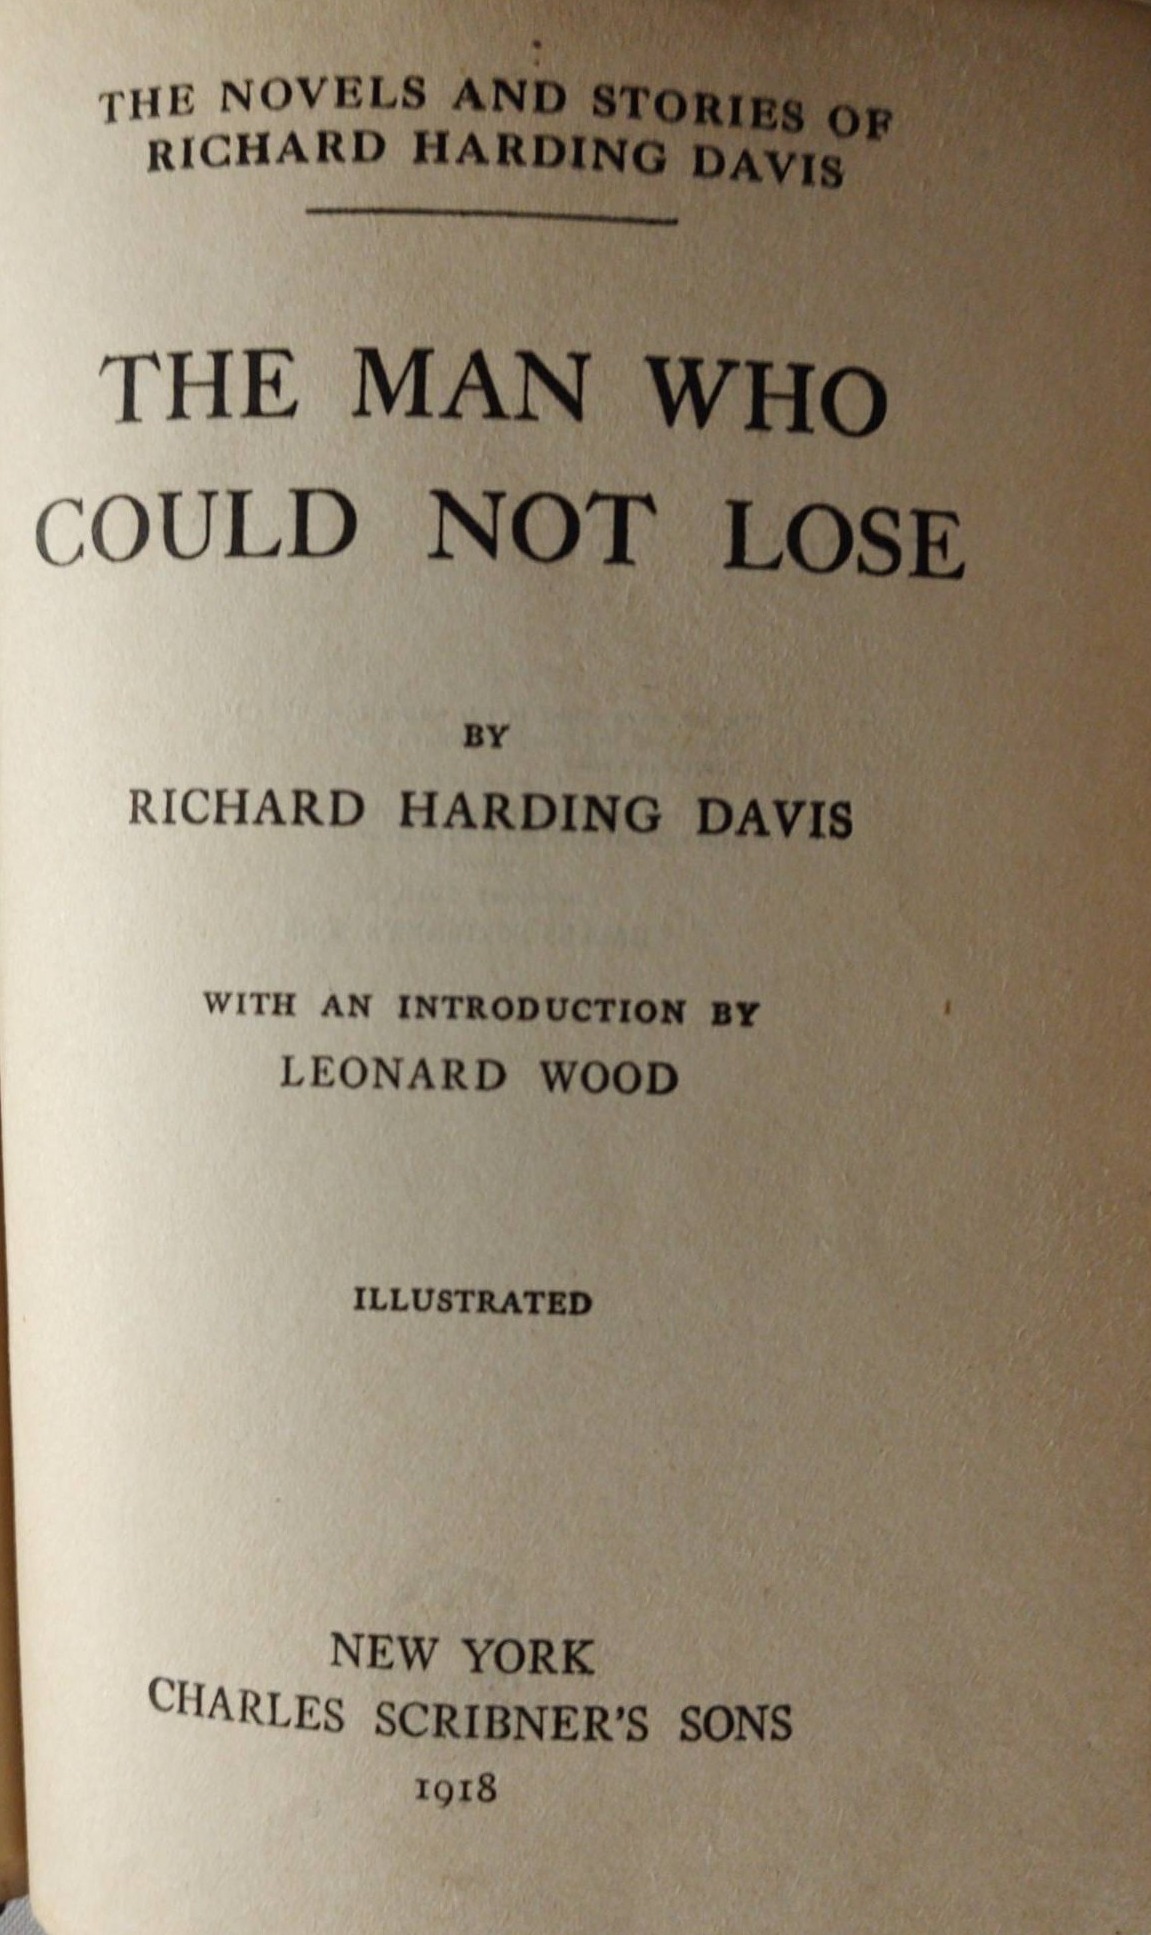 THE NOVELS AND STORIES OF
RICHARD HARDING DAVIS
THE MAN WHO
COULD NOT LOSE
BY
RICHARD HARDING DAVIS
WITH AN INTRODUCTION BY
LEONARD WOOD
ILLUSTRATED
NEW YORK
CHARLES SCRIBNER'S SONS
1918